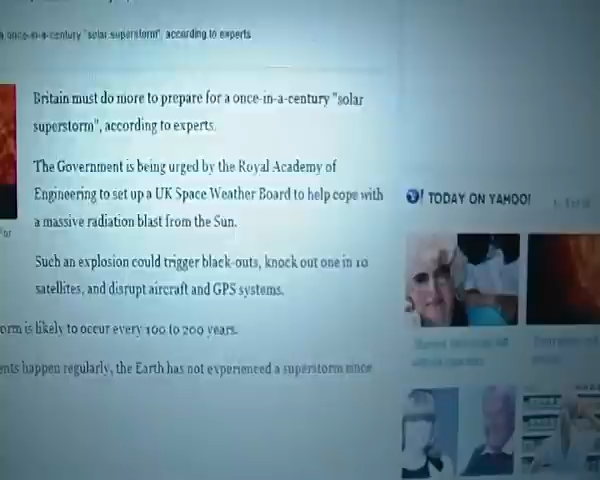 a once-in-a-century "solar superstorm", according to experts
Britain must do more to prepare for a once-in-a-century "solar
superstorm", according to experts.
The Government is being urged by the Royal Academy of
Engineering to set up a UK Space Weather Board to help cope with
a massive radiation blast from the Sun.
Such an explosion could trigger black-outs, knock out one in 10
satellites, and disrupt aircraft and GPS systems.
orm is likely to occur every 100 to 200 years.
ents happen regularly, the Earth has not experienced a superstorm since
TODAY ON YAHOO!